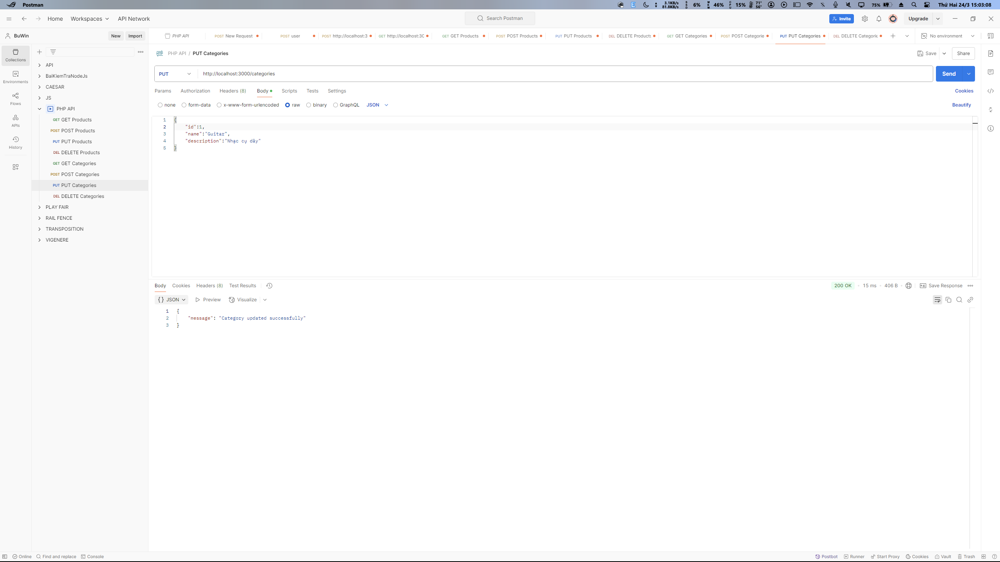 Postman
3.1KB/s
81.8KB/s
SSD 6%
MEM 46%
CPU 15%
71°
56°
75%
Thứ Hai 24/3 15:03:08
Home
Workspaces
API Network
Search Postman
Invite
Upgrade
BuWin
New
Import
PHP API
POST New Request
POST user
POST http://localhost:3
GET http://localhost:30
GET GET Products
POST POST Products
PUT PUT Products
DEL DELETE Products
GET GET Categories
POST POST Categorie
PUT PUT Categories
DEL DELETE Categorie
No environment
Collections
Environments
Flows
APIs
History
API
BaiKiemTraNodeJs
CAESAR
JS
PHP API
GET GET Products
POST POST Products
PUT PUT Products
DEL DELETE Products
GET GET Categories
POST POST Categories
PUT PUT Categories
DEL DELETE Categories
PLAY FAIR
RAIL FENCE
TRANSPOSITION
VIGENERE
HTTP PHP API / PUT Categories
Save
Share
PUT http://localhost:3000/categories
Send
Params Authorization Headers (8) Body Scripts Tests Settings
Cookies
none form-data x-www-form-urlencoded raw binary GraphQL JSON
Beautify
1 {
2 "id":1,
3 "name":"Guitar",
4 "description":"Nhạc cụ dây"
5 }
Body Cookies Headers (8) Test Results
200 OK 15 ms 406 B
e.g. Save Response
{} JSON Preview Visualize
1 {
2 "message": "Category updated successfully"
3 }
Online Find and replace Console
Postbot Runner Start Proxy Cookies Vault Trash